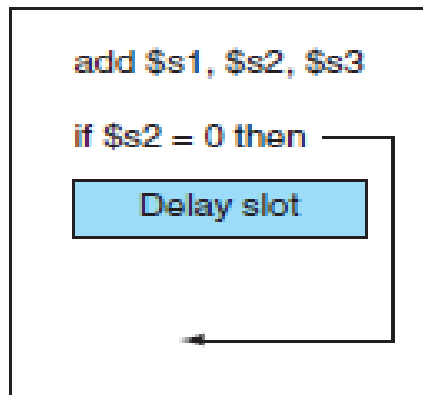 add $s1, $s2, $s3
if $s2 = 0 then
Delay slot